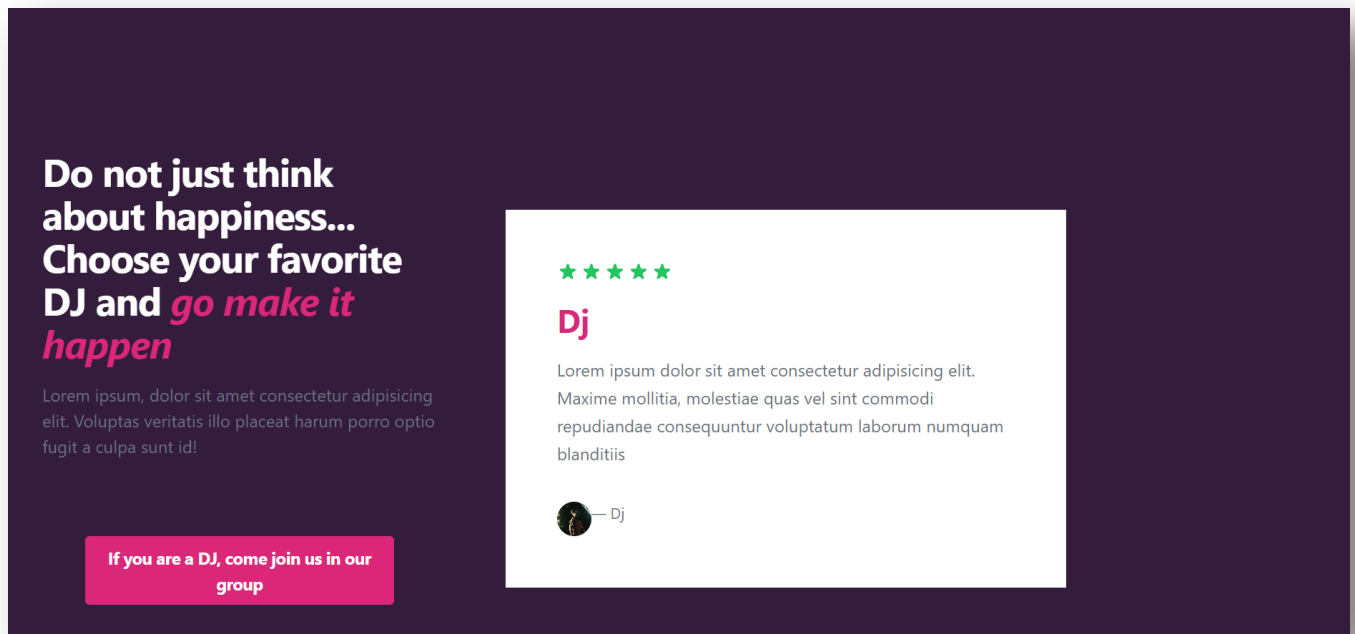 Do not just think
about happiness...
Choose your favorite
DJ and go make it
happen
Lorem ipsum, dolor sit amet consectetur adipisicing
elit. Voluptas veritatis illo placeat harum porro optio
fugit a culpa sunt id!
If you are a DJ, come join us in our
group
Dj
Lorem ipsum dolor sit amet consectetur adipisicing elit.
Maxime mollitia, molestiae quas vel sint commodi
repudiandae consequuntur voluptatum laborum numquam
blanditiis
— Dj